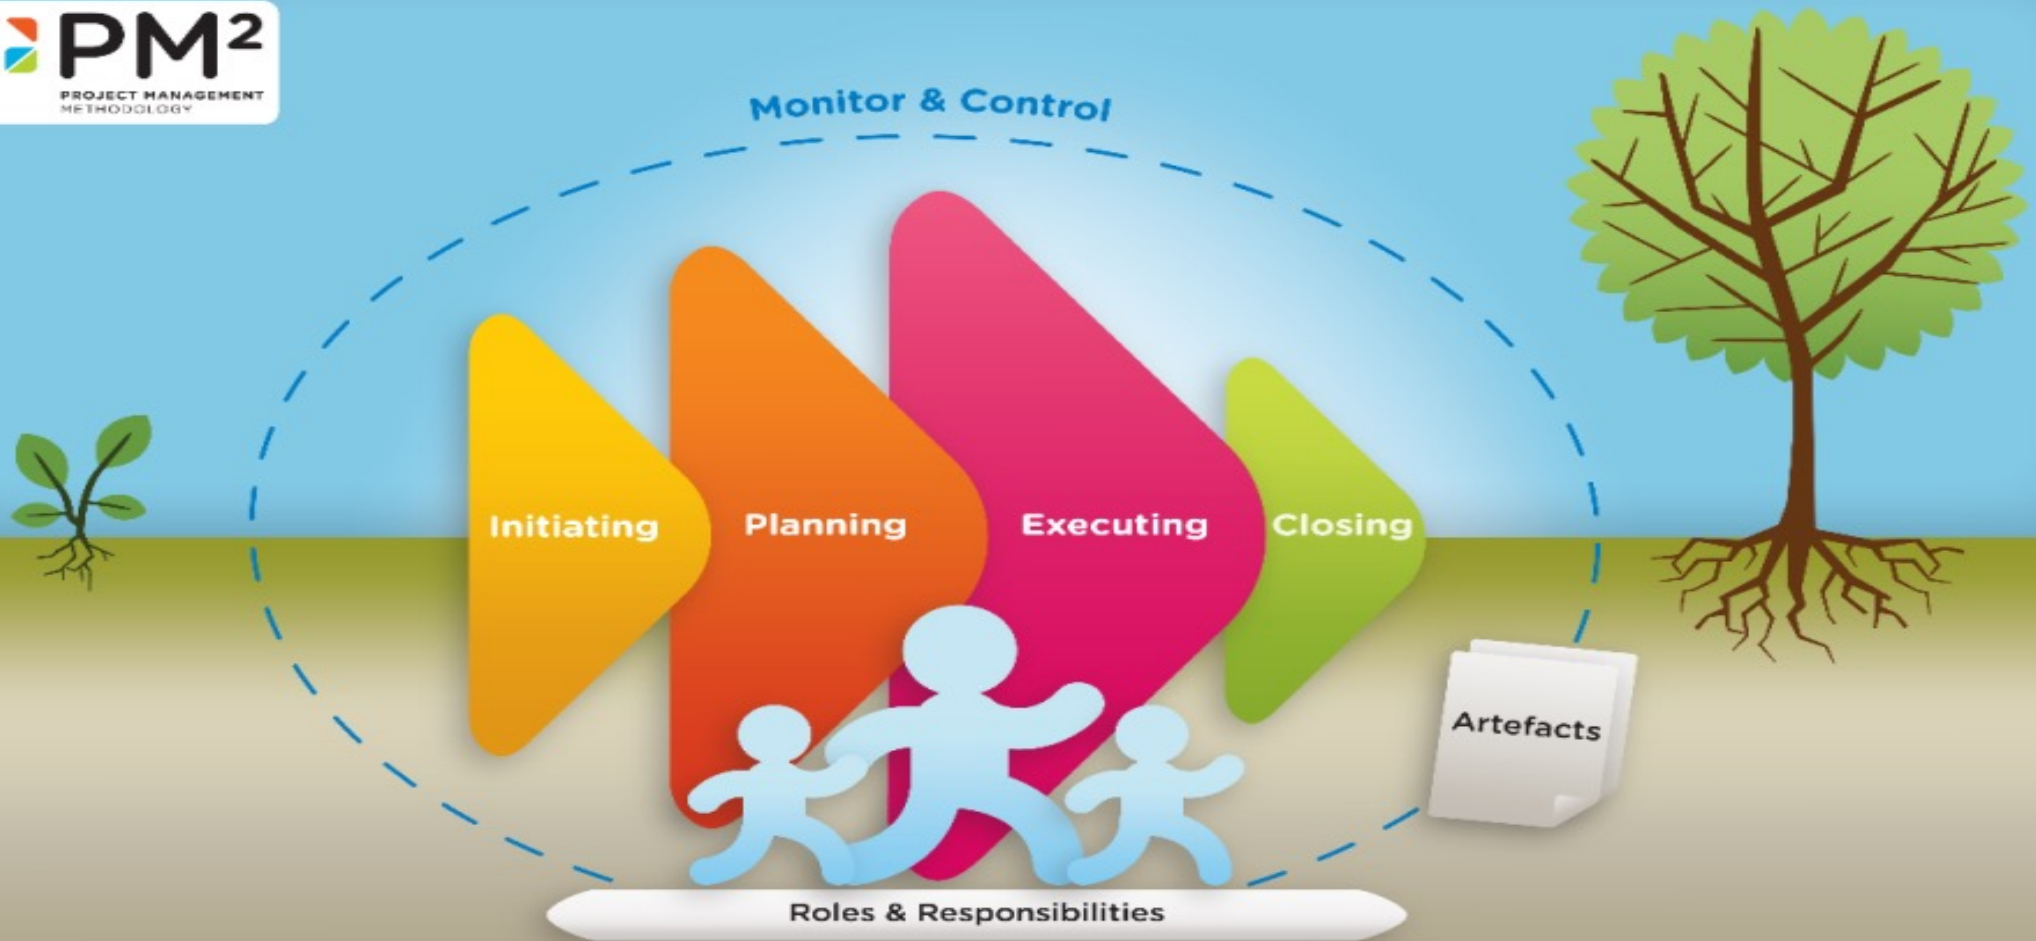 PM²
PROJECT MANAGEMENT
METHODOLOGY
Monitor & Control
Initiating
Planning
Executing
Closing
Artefacts
Roles & Responsibilities